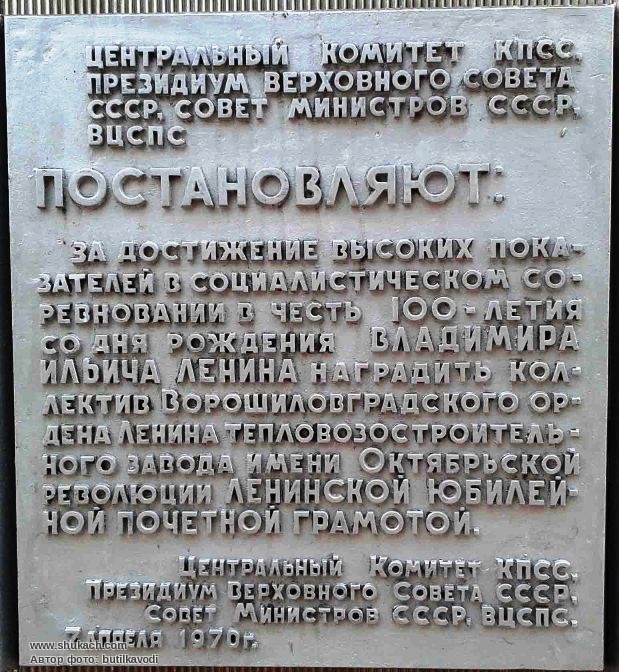 ЦЕНТРАЛЬНЫЙ КОМИТЕТ КПСС,
ПРЕЗИДИУМ ВЕРХОВНОГО СОВЕТА
СССР, СОВЕТ МИНИСТРОВ СССР,
ВЦСПС
ПОСТАНОВЛЯЮТ:
ЗА ДОСТИЖЕНИЕ ВЫСОКИХ ПОКА-
ЗАТЕЛЕЙ В СОЦИАЛИСТИЧЕСКОМ СО-
РЕВНОВАНИИ В ЧЕСТЬ 100-ЛЕТИЯ
СО ДНЯ РОЖДЕНИЯ ВЛАДИМИРА
ИЛЬИЧА ЛЕНИНА НАГРАДИТЬ КОЛ-
ЛЕКТИВ ВОРОШИЛОВГРАДСКОГО ОР-
ДЕНА ЛЕНИНА ТЕПЛОВОЗОСТРОИТЕЛЬ-
НОГО ЗАВОДА ИМЕНИ ОКТЯБРЬСКОЙ
РЕВОЛЮЦИИ ЛЕНИНСКОЙ ЮБИЛЕЙ-
НОЙ ПОЧЕТНОЙ ГРАМОТОЙ.
ЦЕНТРАЛЬНЫЙ КОМИТЕТ КПСС,
ПРЕЗИДИУМ ВЕРХОВНОГО СОВЕТА СССР,
СОВЕТ МИНИСТРОВ СССР, ВЦСПС.
7 АПРЕЛЯ 1970г.
www.shukach.com
Автор фото: butilkavodi